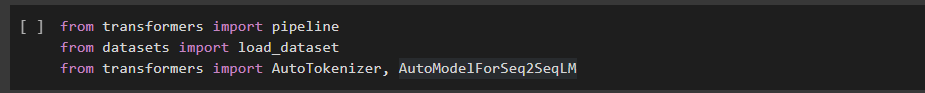 [ ] from transformers import pipeline
from datasets import load_dataset
from transformers import AutoTokenizer, AutoModelForSeq2SeqLM